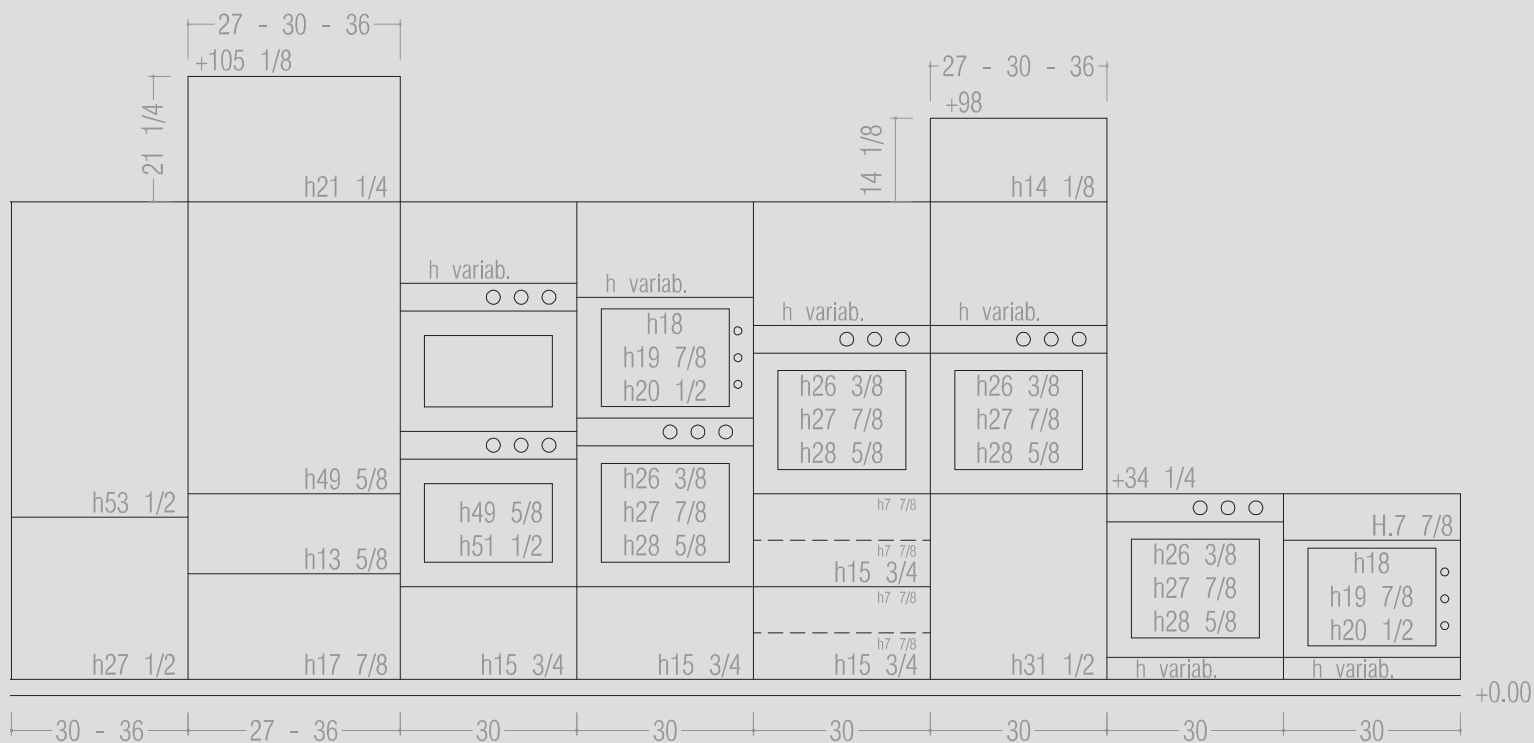 27 - 30 - 36
+105 1/8
21 1/4
h21 1/4
27 - 30 - 36
+98
14 1/8
h14 1/8
h variab.
h variab.
h variab.
h variab.
h18
h19 7/8
h20 1/2
h26 3/8
h27 7/8
h28 5/8
h26 3/8
h27 7/8
h28 5/8
h53 1/2
h49 5/8
h49 5/8
h51 1/2
h26 3/8
h27 7/8
h28 5/8
h7 7/8
h7 7/8
h15 3/4
+34 1/4
H.7 7/8
h13 5/8
h26 3/8
h27 7/8
h28 5/8
h18
h19 7/8
h20 1/2
h7 7/8
h7 7/8
h27 1/2
h17 7/8
h15 3/4
h15 3/4
h15 3/4
h31 1/2
h variab.
h variab.
+0.00
30 - 36
27 - 36
30
30
30
30
30
30